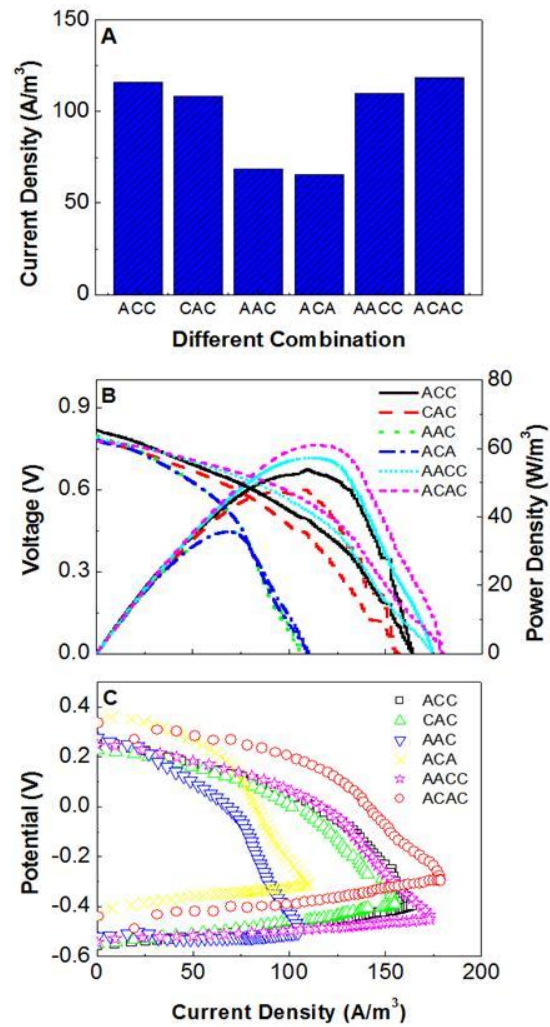 A
Current Density (A/m³)
150
100
50
0
ACC CAC AAC ACA AACC ACAC
Different Combination
B
Voltage (V)
0.9
0.6
0.3
0.0
ACC
CAC
AAC
ACA
AACC
ACAC
80
60
40
20
0
Power Density (W/m³)
C
Potential (V)
0.4
0.2
0.0
-0.2
-0.4
-0.6
ACC
CAC
AAC
ACA
AACC
ACAC
0 50 100 150 200
Current Density (A/m³)